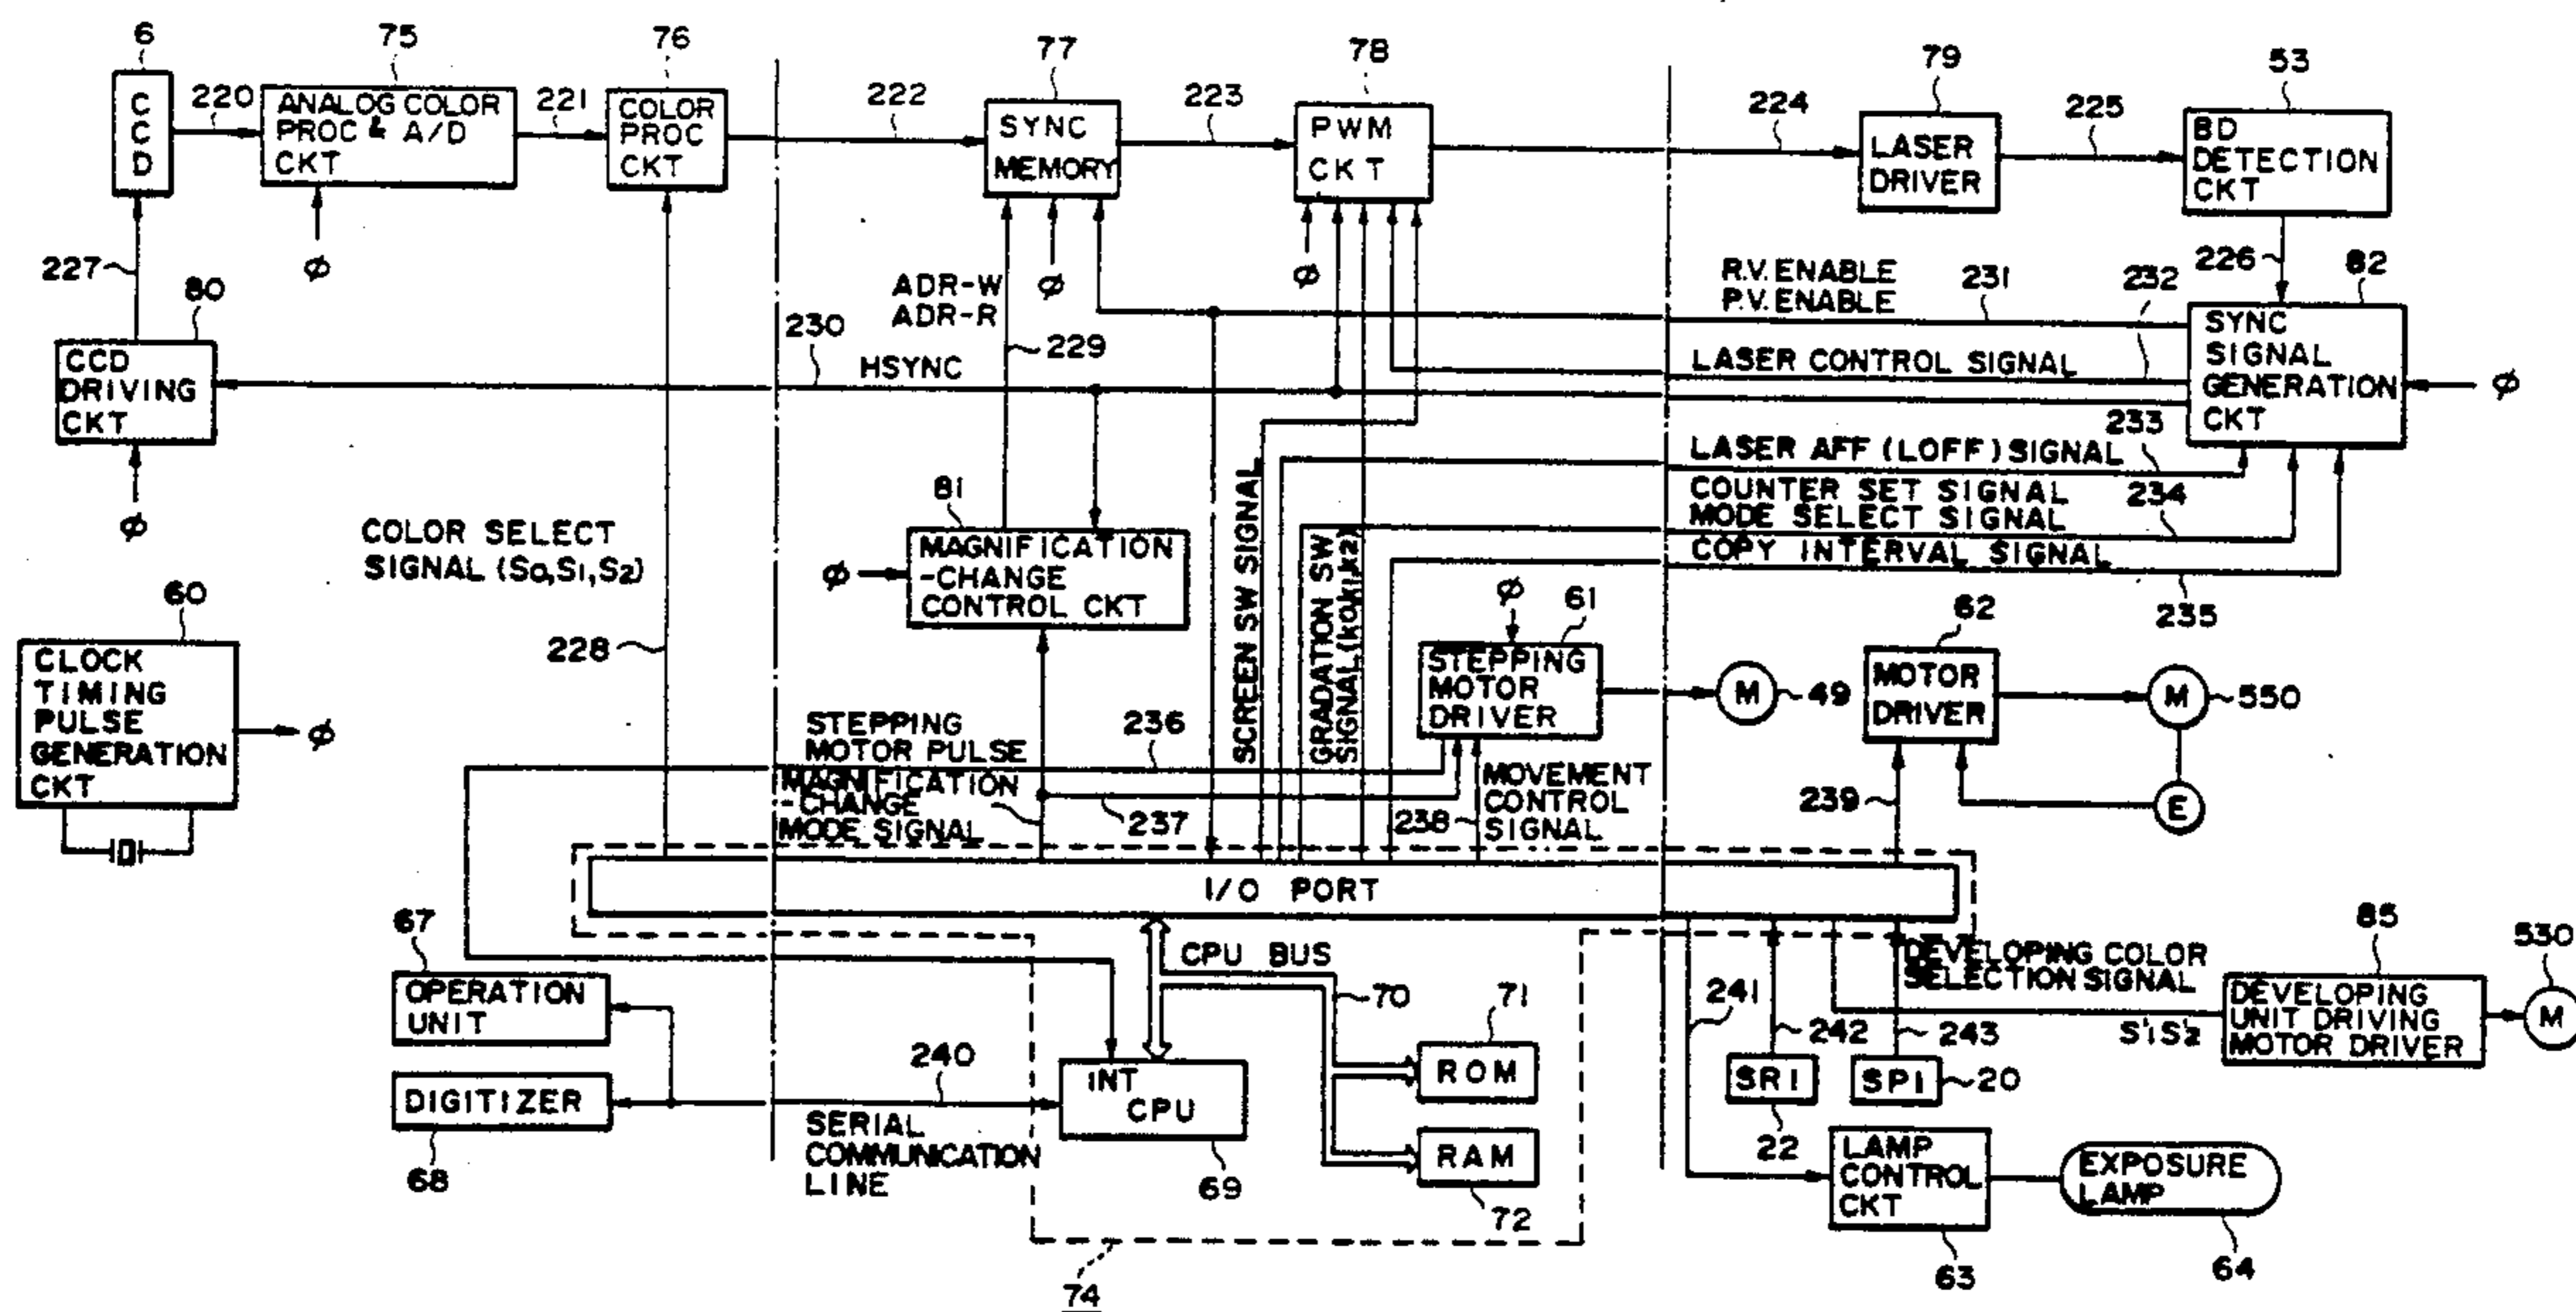 6
75
76
77
78
79
53
C
C
D
220
ANALOG COLOR
PROC & A/D
CKT
221
COLOR
PROC
CKT
222
SYNC
MEMORY
223
PWM
CKT
224
LASER
DRIVER
225
BD
DETECTION
CKT
φ
227
80
CCD
DRIVING
CKT
φ
230
HSYNC
ADR-W
ADR-R
φ
229
φ
R.V. ENABLE
P.V. ENABLE
231
232
226
82
SYNC
SIGNAL
GENERATION
CKT
φ
LASER CONTROL SIGNAL
233
LASER AFF (LOFF) SIGNAL
234
COUNTER SET SIGNAL
MODE SELECT SIGNAL
COPY INTERVAL SIGNAL
235
COLOR SELECT
SIGNAL (S0,S1,S2)
228
81
φ
MAGNIFICATION
-CHANGE
CONTROL CKT
SCREEN SW SIGNAL
GRADATION SW
SIGNAL(k0k1k2)
φ
61
STEPPING
MOTOR
DRIVER
M
49
62
MOTOR
DRIVER
M
550
E
239
60
CLOCK
TIMING
PULSE
GENERATION
CKT
φ
STEPPING
MOTOR PULSE
236
MAGNIFICATION
-CHANGE
MODE SIGNAL
237
238
MOVEMENT
CONTROL
SIGNAL
I/O PORT
67
OPERATION
UNIT
DIGITIZER
68
240
SERIAL
COMMUNICATION
LINE
CPU BUS
70
INT
CPU
69
71
ROM
RAM
72
74
241
242
243
SR1
22
SP1
20
DEVELOPING COLOR
SELECTION SIGNAL
S'1S'2
85
DEVELOPING
UNIT DRIVING
MOTOR DRIVER
530
M
LAMP
CONTROL
CKT
63
EXPOSURE
LAMP
64